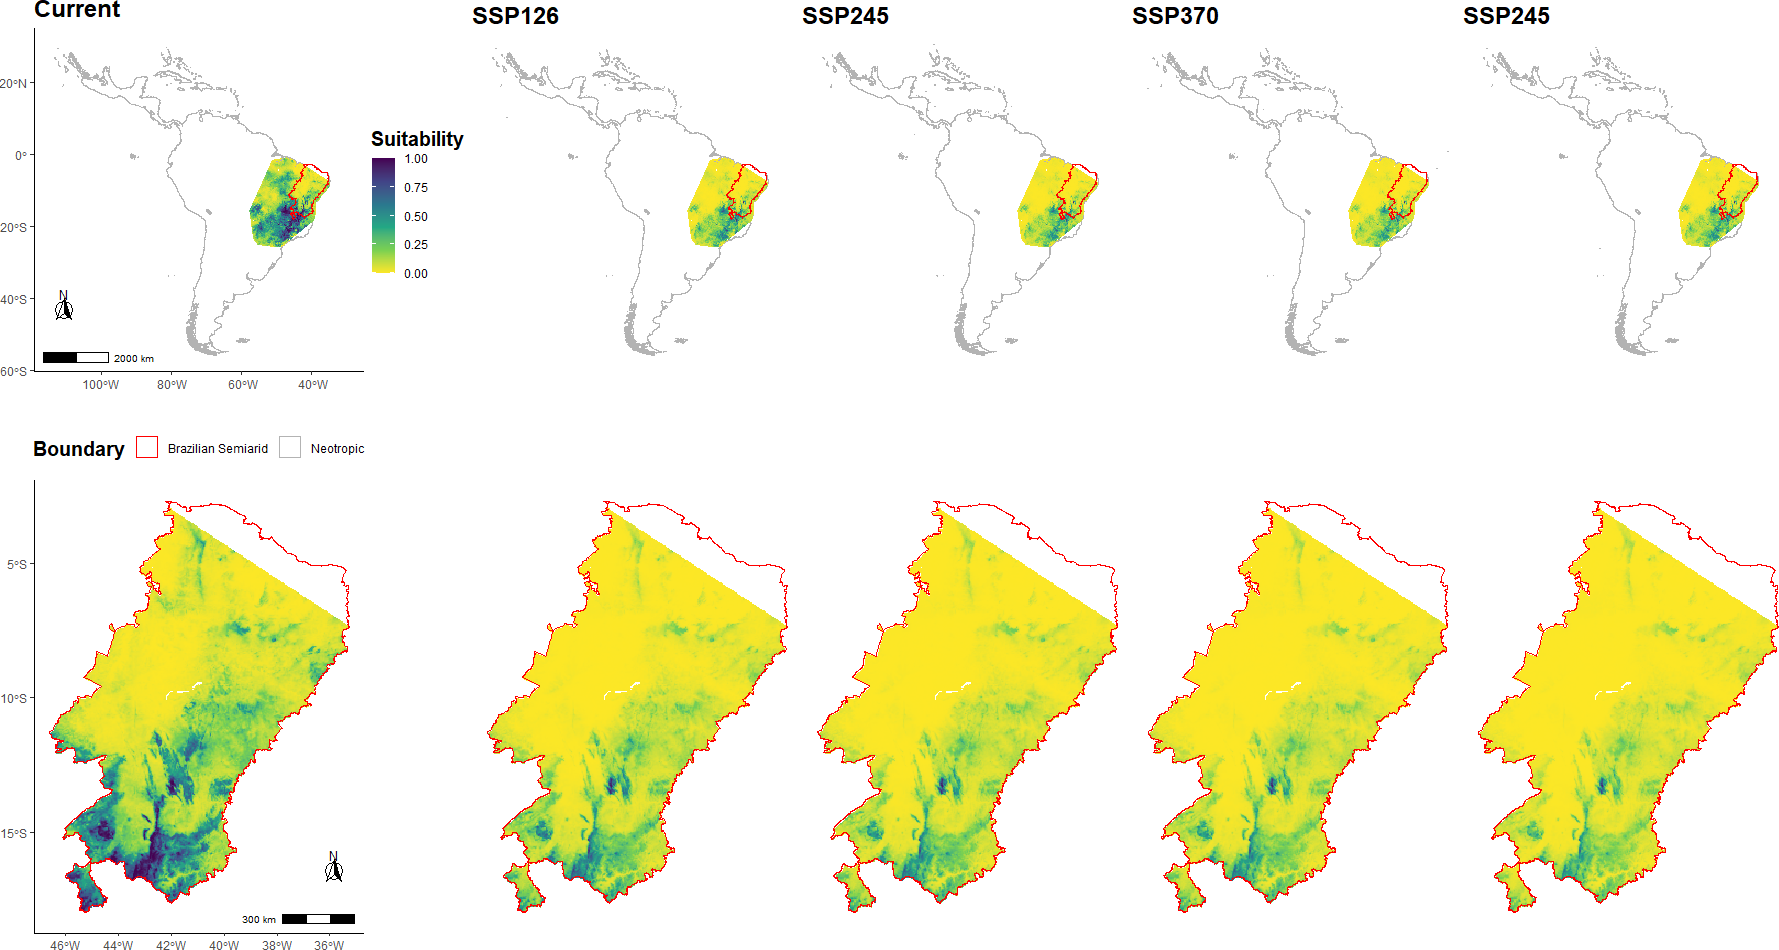 Current
SSP126
SSP245
SSP370
SSP245
20°N
0°
20°S
40°S
60°S
N
2000 km
100°W
80°W
60°W
40°W
Suitability
1.00
0.75
0.50
0.25
0.00
Boundary
Brazilian Semiarid
Neotropic
5°S
10°S
15°S
N
300 km
46°W
44°W
42°W
40°W
38°W
36°W